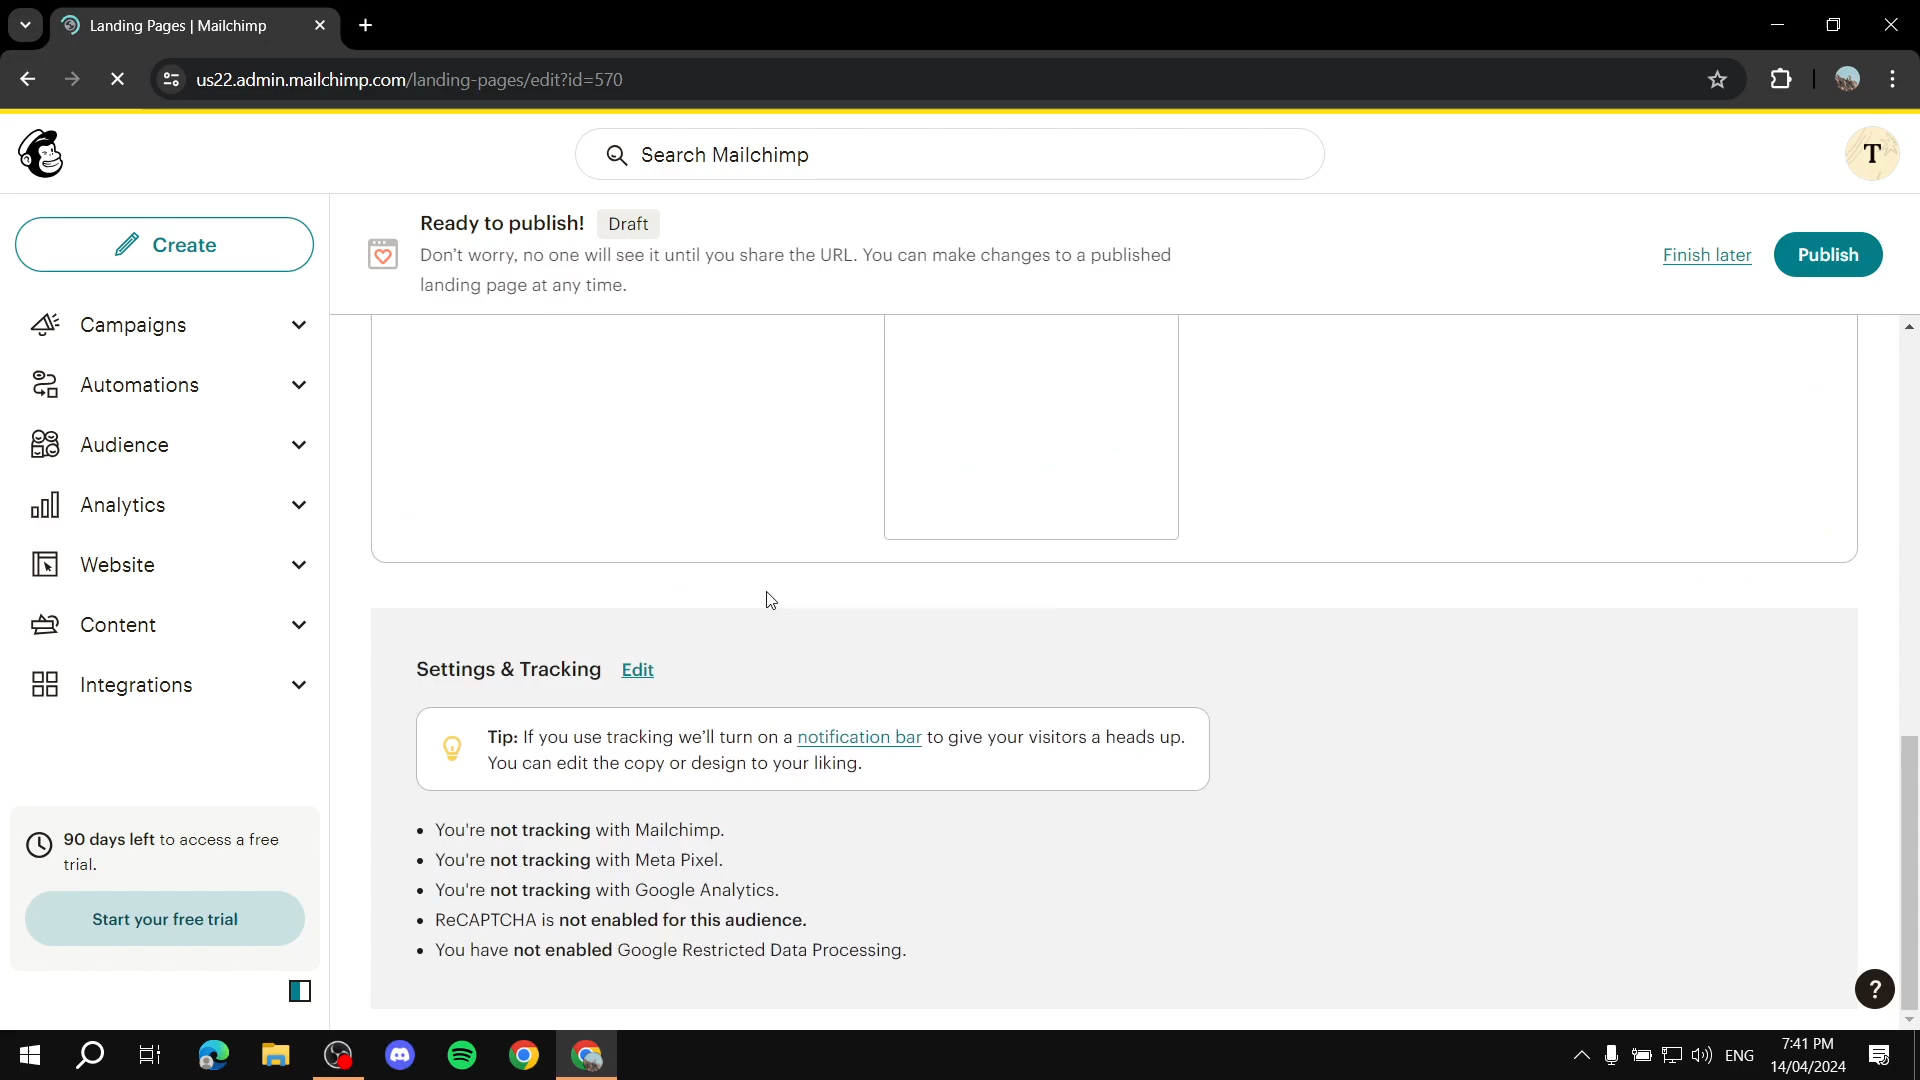 Landing Pages | Mailchimp
us22.admin.mailchimp.com/landing-pages/edit?id=570
Search Mailchimp
T
Create
Campaigns
Automations
Audience
Analytics
Website
Content
Integrations
90 days left to access a free
trial.
Start your free trial
Ready to publish! Draft
Don't worry, no one will see it until you share the URL. You can make changes to a published
landing page at any time.
Finish later
Publish
Settings & Tracking Edit
Tip: If you use tracking we'll turn on a notification bar to give your visitors a heads up.
You can edit the copy or design to your liking.
• You're not tracking with Mailchimp.
• You're not tracking with Meta Pixel.
• You're not tracking with Google Analytics.
• ReCAPTCHA is not enabled for this audience.
• You have not enabled Google Restricted Data Processing.
?
ENG
7:41 PM
14/04/2024